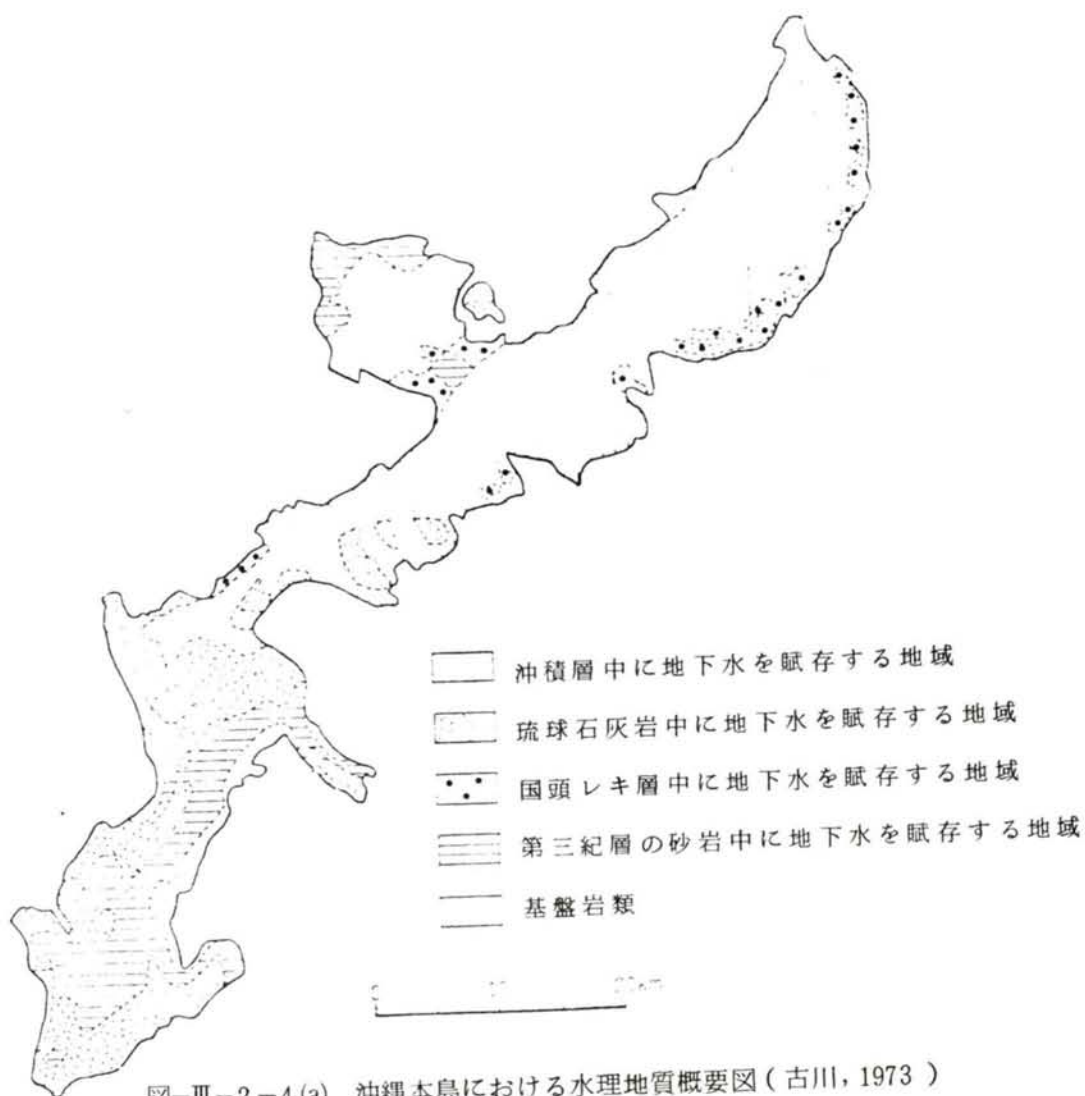 沖積層中に地下水を賦存する地域
琉球石灰岩中に地下水を賦存する地域
国頭レキ層中に地下水を賦存する地域
第三紀層の砂岩中に地下水を賦存する地域
基盤岩類
図-Ⅲ-2-4(a) 沖縄本島における水理地質概要図(古川,1973)